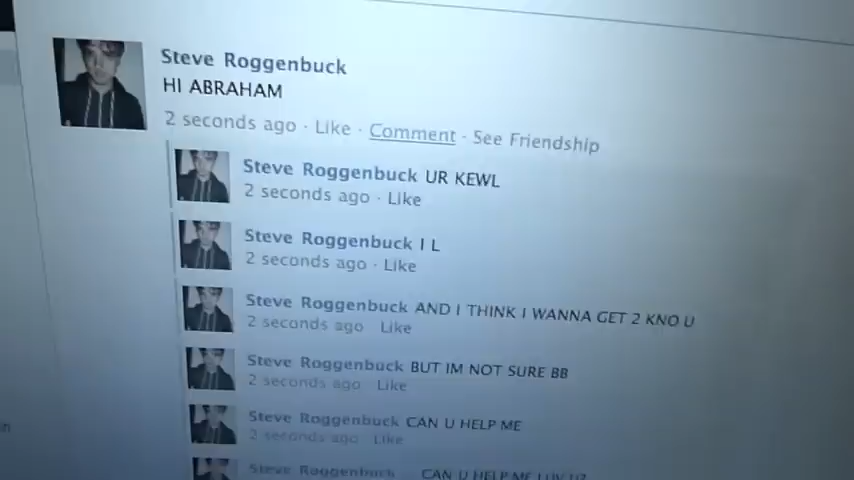 Steve Roggenbuck
HI ABRAHAM
2 seconds ago · Like · Comment · See Friendship
Steve Roggenbuck UR KEWL
2 seconds ago · Like
Steve Roggenbuck I L
2 seconds ago · Like
Steve Roggenbuck AND I THINK I WANNA GET 2 KNO U
2 seconds ago · Like
Steve Roggenbuck BUT IM NOT SURE BB
2 seconds ago · Like
Steve Roggenbuck CAN U HELP ME
2 seconds ago · Like
Steve Roggenbuck CAN U HELP ME LUV U?